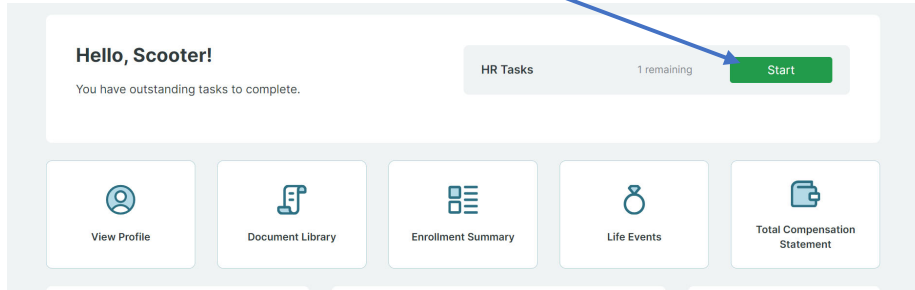 Hello, Scooter!
You have outstanding tasks to complete.
HR Tasks
1 remaining
Start
View Profile
Document Library
Enrollment Summary
Life Events
Total Compensation
Statement